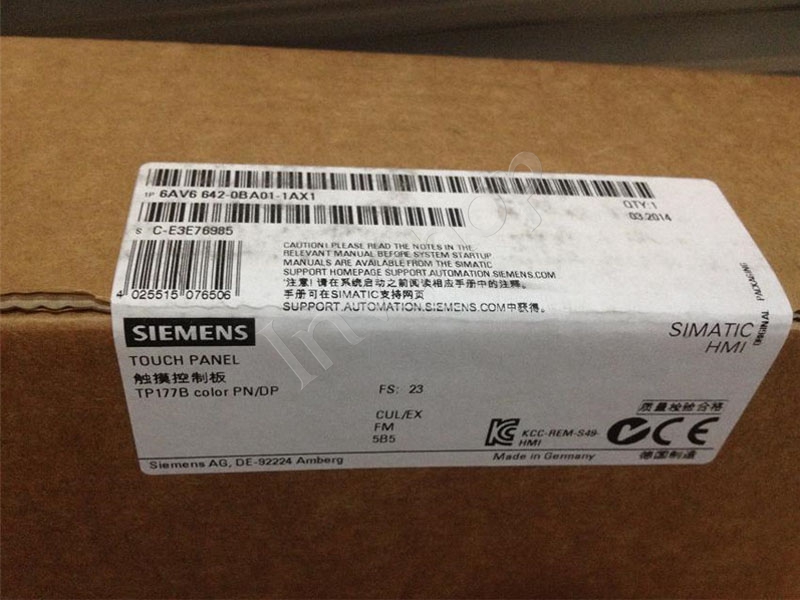 1P 6AV6 642-0BA01-1AX1
QTY:1
03.2014
S C-E3E76985
4 025515 076506
CAUTION! PLEASE READ THE NOTES IN THE
RELEVANT MANUAL BEFORE SYSTEM STARTUP
MANUALS ARE AVAILABLE FROM THE SIMATIC
SUPPORT HOMEPAGE SUPPORT.AUTOMATION.SIEMENS.COM
"注意! 请在系统启动之前阅读相应手册中的注释。
手册可在SIMATIC支持网页
SUPPORT.AUTOMATION.SIEMENS.COM中获得。
ORIGINAL PACKAGING
SIEMENS
SIMATIC
HMI
TOUCH PANEL
触摸控制板
TP177B color PN/DP
FS: 23
CUL/EX
FM
5B5
KCC-REM-S49-
HMI
质量检验合格
CE
Siemens AG, DE-92224 Amberg
Made in Germany
德国制造